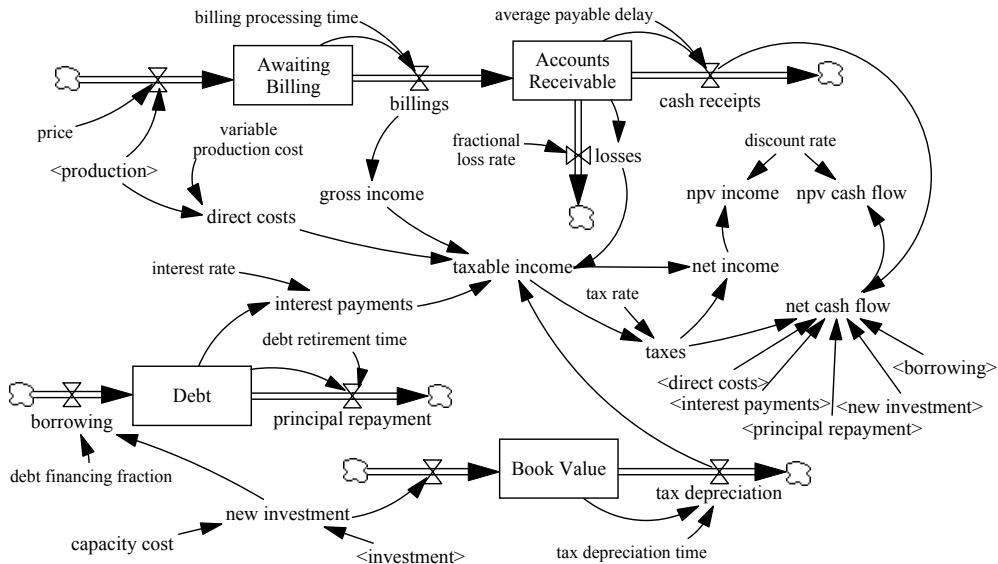 billing processing time
average payable delay
Awaiting
Billing
Accounts
Receivable
billings
cash receipts
price
variable
production cost
fractional
loss rate
losses
discount rate
<production>
gross income
npv income
npv cash flow
direct costs
taxable income
net income
interest rate
interest payments
tax rate
net cash flow
debt retirement time
taxes
<borrowing>
<direct costs>
Debt
<interest payments>
<new investment>
borrowing
principal repayment
<principal repayment>
debt financing fraction
Book Value
tax depreciation
new investment
capacity cost
<investment>
tax depreciation time